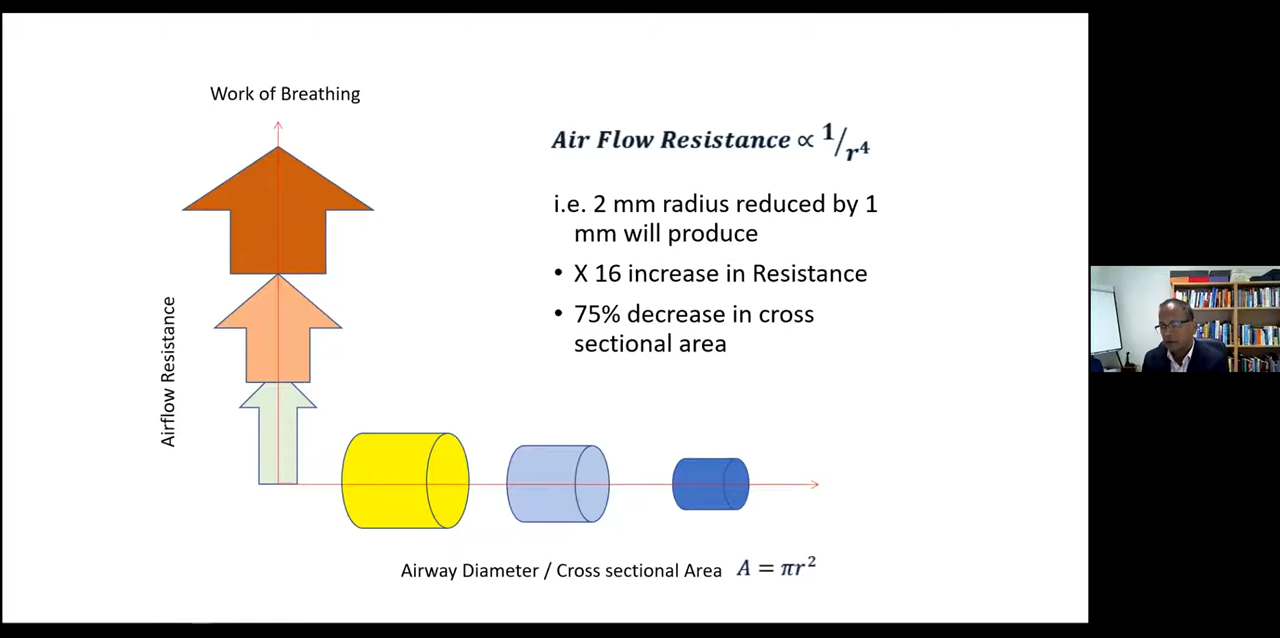 Work of Breathing
Air Flow Resistance ∝ 1/r⁴
i.e. 2 mm radius reduced by 1
mm will produce
• X 16 increase in Resistance
• 75% decrease in cross
sectional area
Airflow Resistance
Airway Diameter / Cross sectional Area A = πr²